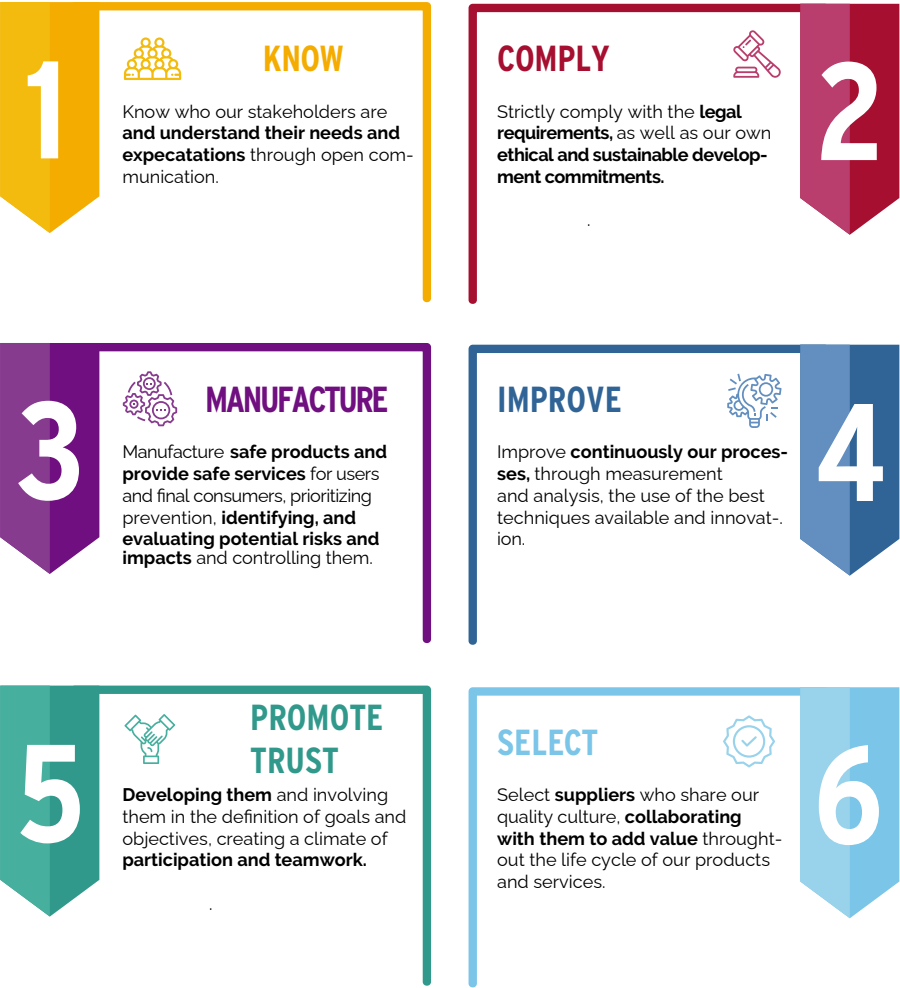 1
KNOW
Know who our stakeholders are
and understand their needs and
expecatations through open com-
munication.
2
COMPLY
Strictly comply with the legal
requirements, as well as our own
ethical and sustainable develop-
ment commitments.
.
3
MANUFACTURE
Manufacture safe products and
provide safe services for users
and final consumers, prioritizing
prevention, identifying, and
evaluating potential risks and
impacts and controlling them.
4
IMPROVE
Improve continuously our proces-
ses, through measurement
and analysis, the use of the best
techniques available and innovat-.
ion.
5
PROMOTE
TRUST
Developing them and involving
them in the definition of goals and
objectives, creating a climate of
participation and teamwork.
.
6
SELECT
Select suppliers who share our
quality culture, collaborating
with them to add value throught-
out the life cycle of our products
and services.